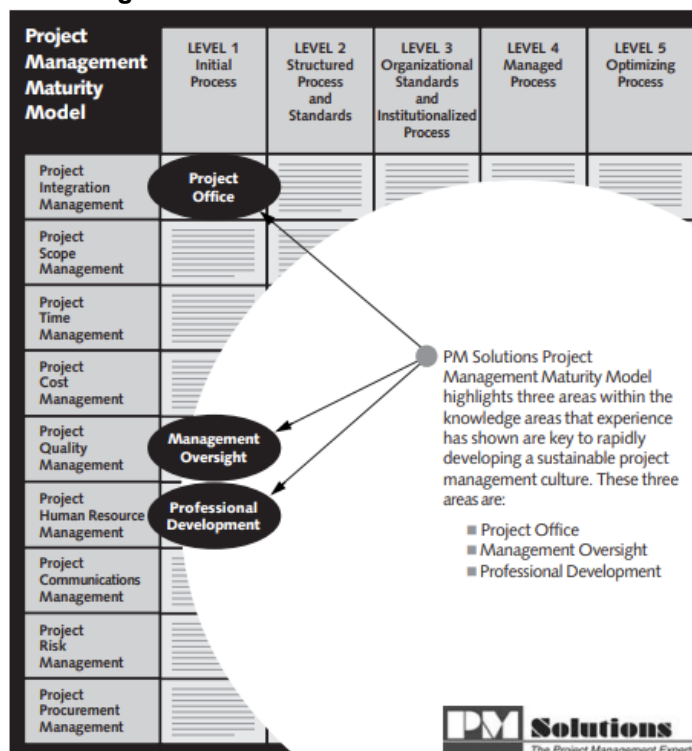 Project
Management
Maturity
Model
LEVEL 1
Initial
Process
LEVEL 2
Structured
Process
and
Standards
LEVEL 3
Organizational
Standards
and
Institutionalized
Process
LEVEL 4
Managed
Process
LEVEL 5
Optimizing
Process
Project
Integration
Management
Project
Office
Project
Scope
Management
Project
Time
Management
Project
Cost
Management
Project
Quality
Management
Management
Oversight
Project
Human Resource
Management
Professional
Development
Project
Communications
Management
Project
Risk
Management
Project
Procurement
Management
PM Solutions Project
Management Maturity Model
highlights three areas within the
knowledge areas that experience
has shown are key to rapidly
developing a sustainable project
management culture. These three
areas are:
■ Project Office
■ Management Oversight
■ Professional Development
PM Solutions
The Project Management Expert